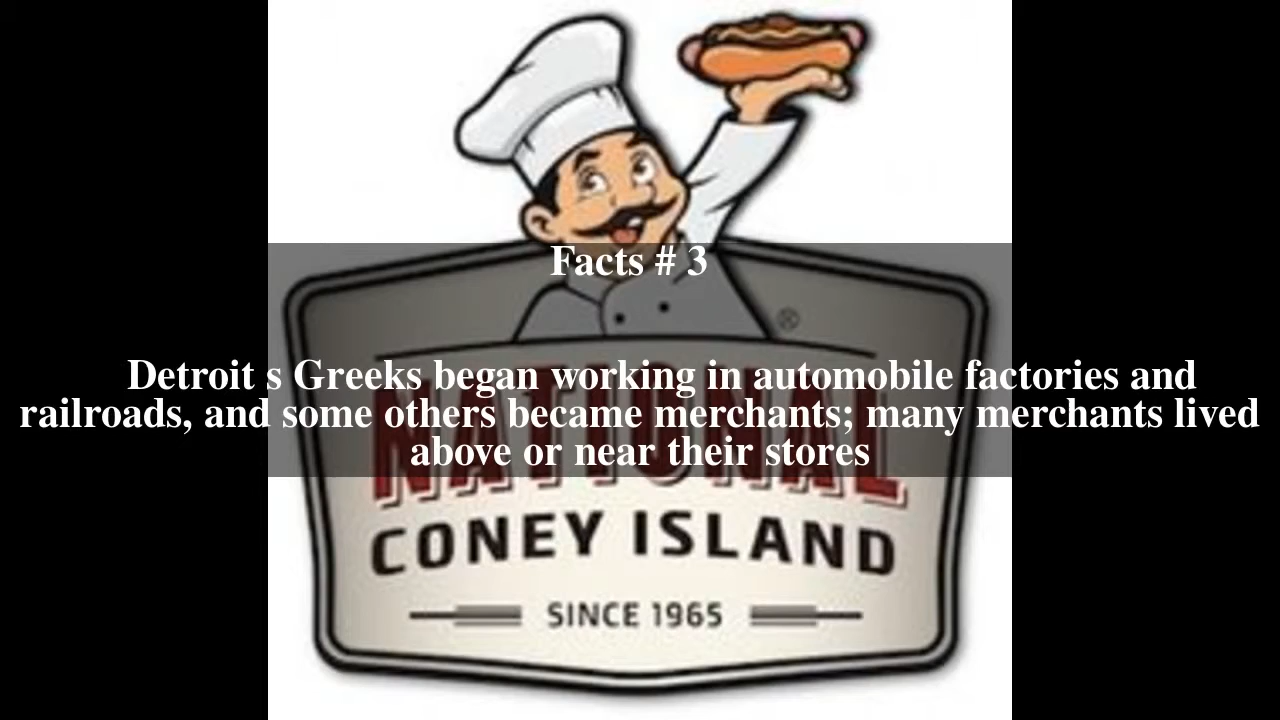 Facts # 3
®
Detroit s Greeks began working in automobile factories and
railroads, and some others became merchants; many merchants lived
above or near their stores
NATIONAL
CONEY ISLAND
SINCE 1965